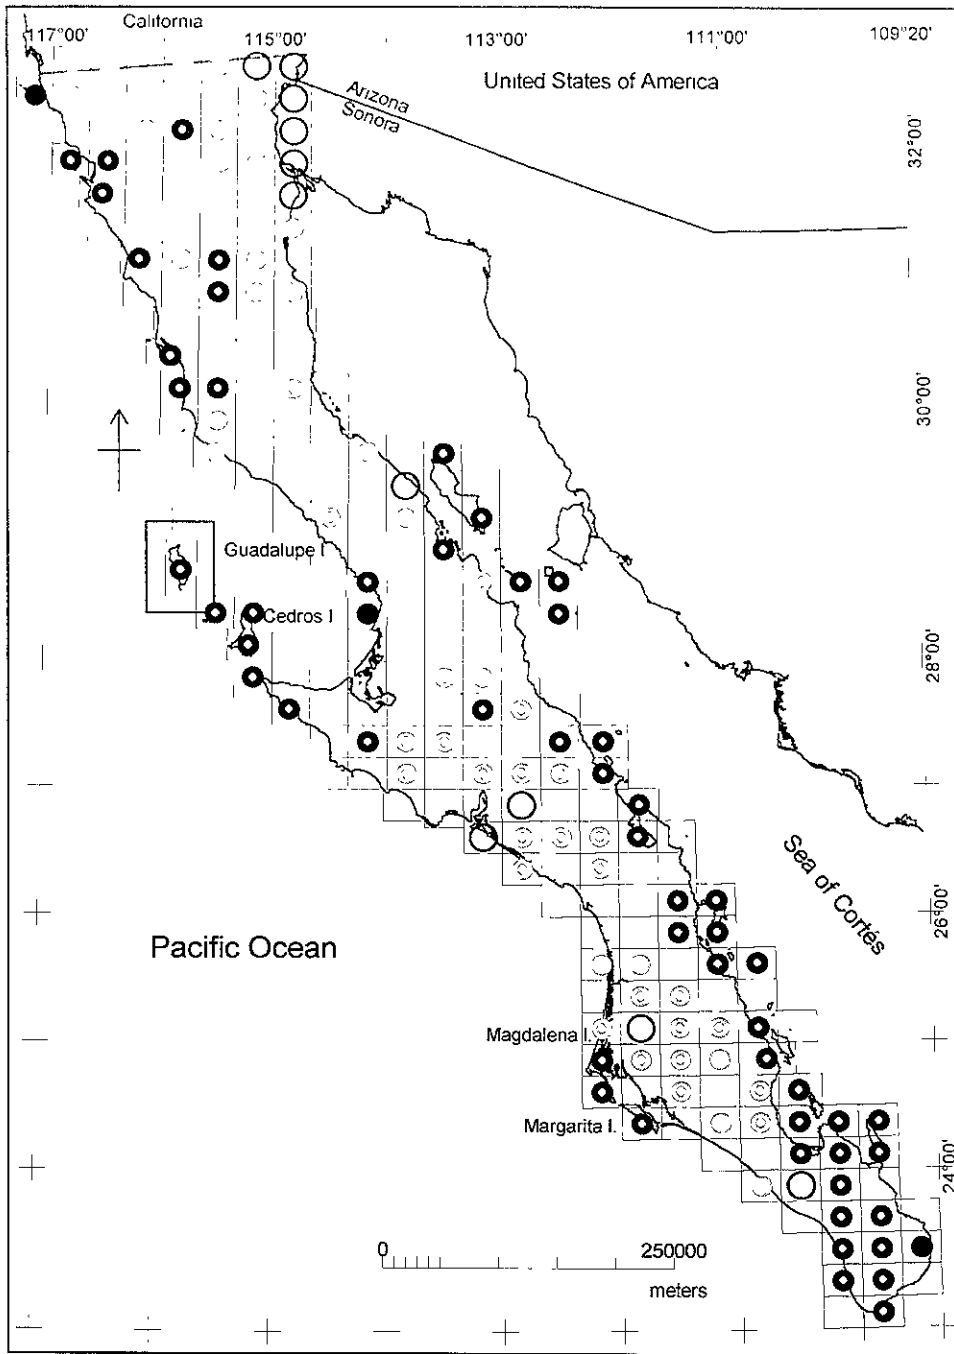 California
117°00'
115°00'
113°00'
111°00'
109°20'
United States of America
Arizona
Sonora
32°00'
30°00'
Guadalupe I
Cedros I
28°00'
Sea of Cortés
26°00'
Pacific Ocean
Magdalena I.
Margarita I.
24°00'
0
250000
meters